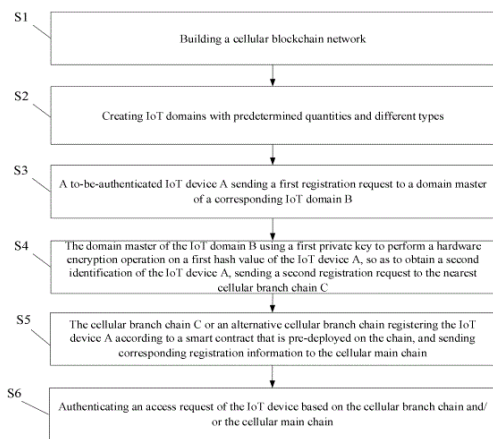 S1
Building a cellular blockchain network
S2
Creating IoT domains with predetermined quantities and different types
S3
A to-be-authenticated IoT device A sending a first registration request to a domain master
of a corresponding IoT domain B
S4
The domain master of the IoT domain B using a first private key to perform a hardware
encryption operation on a first hash value of the IoT device A, so as to obtain a second
identification of the IoT device A, sending a second registration request to the nearest
cellular branch chain C
S5
The cellular branch chain C or an alternative cellular branch chain registering the IoT
device A according to a smart contract that is pre-deployed on the chain, and sending
corresponding registration information to the cellular main chain
S6
Authenticating an access request of the IoT device based on the cellular branch chain and/
or the cellular main chain